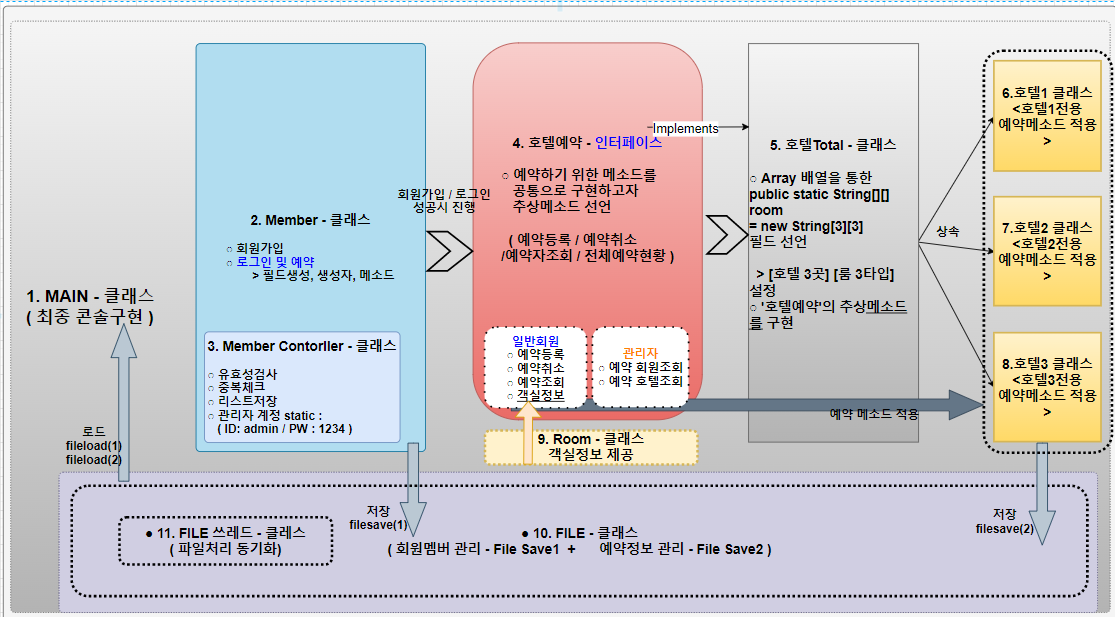 1. MAIN - 클래스
( 최종 콘솔구현 )
로드
fileload(1)
fileload(2)
2. Member - 클래스
○ 회원가입
○ 로그인 및 예약
> 필드생성, 생성자, 메소드
3. Member Contorller - 클래스
○ 유효성검사
○ 중복체크
○ 리스트저장
○ 관리자 계정 static :
( ID: admin / PW : 1234 )
회원가입 / 로그인
성공시 진행
4. 호텔예약 - 인터페이스
○ 예약하기 위한 메소드를
공통으로 구현하고자
추상메소드 선언
( 예약등록 / 예약취소
/예약자조회 / 전체예약현황 )
일반회원
○ 예약등록
○ 예약취소
○ 예약조회
○ 객실정보
관리자
○ 예약 회원조회
○ 예약 호텔조회
Implements
5. 호텔Total - 클래스
○ Array 배열을 통한
public static String[][]
room
= new String[3][3]
필드 선언
> [호텔 3곳] [룸 3타입]
설정
○ '호텔예약'의 추상메소드
를 구현
상속
6.호텔1 클래스
<호텔1전용
예약메소드 적용
>
7.호텔2 클래스
<호텔2전용
예약메소드 적용
>
8.호텔3 클래스
<호텔3전용
예약메소드 적용
>
예약 메소드 적용
9. Room - 클래스
객실정보 제공
저장
filesave(1)
저장
filesave(2)
● 11. FILE 쓰레드 - 클레스
( 파일처리 동기화)
● 10. FILE - 클래스
( 회원멤버 관리 - File Save1 + 예약정보 관리 - File Save2 )